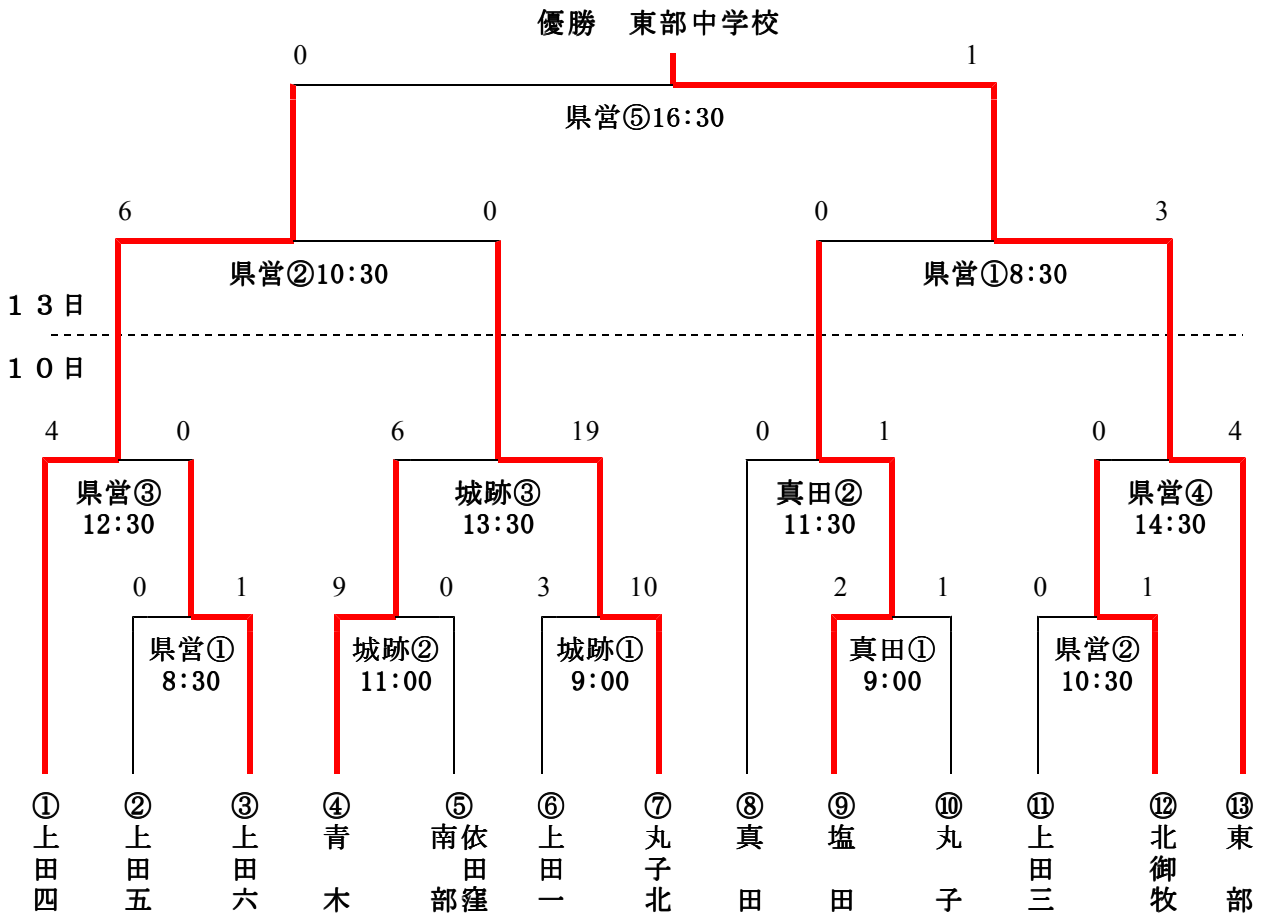 優勝　東部中学校
0 1
県営⑤16:30
6 0 0 3
県営②10:30 県営①8:30
１３日
１０日
4 0 6 19 0 1 0 4
県営③ 城跡③ 真田② 県営④
12:30 13:30 11:30 14:30
0 1 9 0 3 10 2 1 0 1
県営① 城跡② 城跡① 真田① 県営②
8:30 11:00 9:00 9:00 10:30
①上田四
②上田五
③上田六
④青木
⑤依田窪南部
⑥上田一
⑦丸子北
⑧真田
⑨塩田
⑩丸子
⑪上田三
⑫北御牧
⑬東部